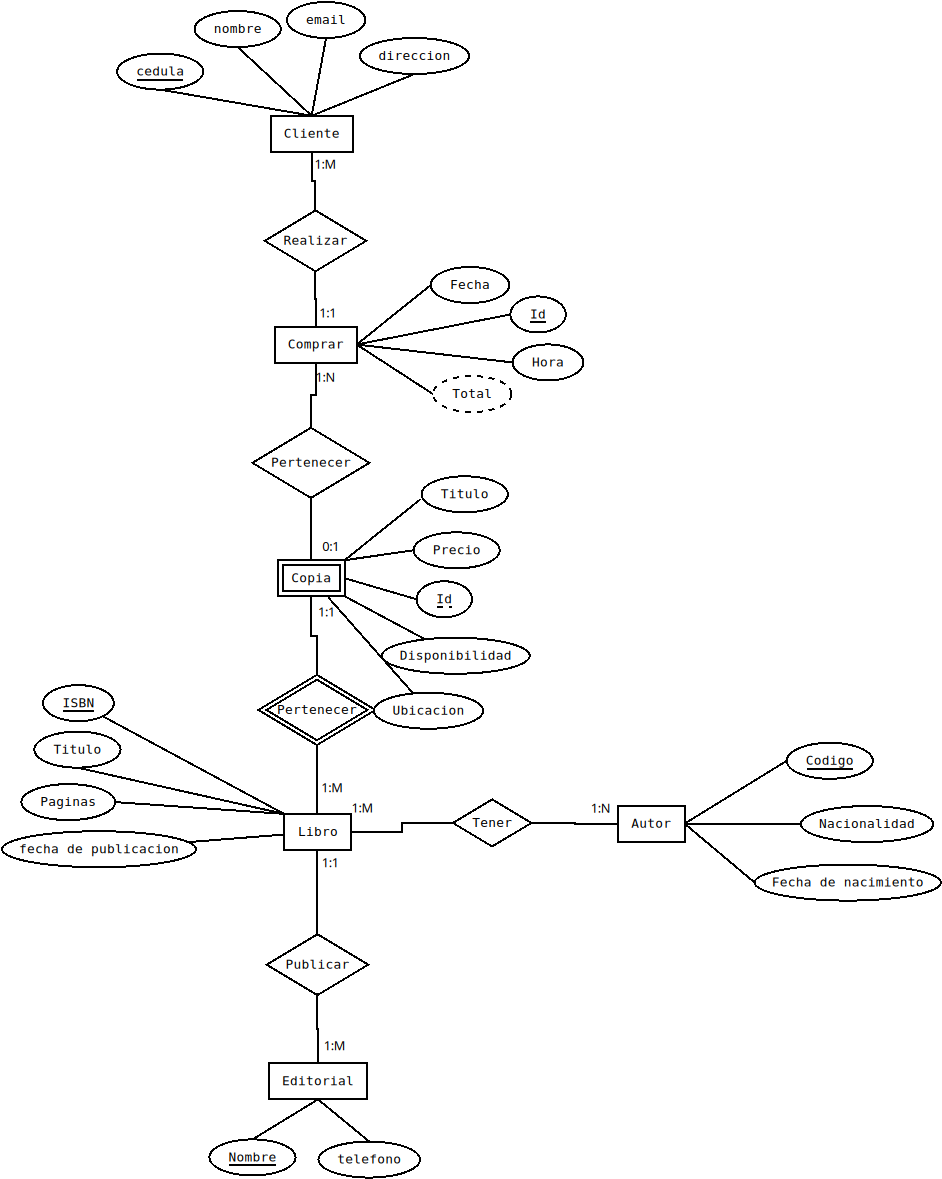 email
nombre
direccion
cedula
Cliente
1:M
Realizar
Fecha
Id
1:1
Comprar
Hora
1:N
Total
Pertenecer
Titulo
0:1
Precio
Copia
Id
1:1
Disponibilidad
ISBN
Pertenecer
Ubicacion
Titulo
Codigo
1:M
Paginas
1:M
1:N
Libro
Tener
Autor
Nacionalidad
fecha de publicacion
1:1
Fecha de nacimiento
Publicar
1:M
Editorial
Nombre
telefono